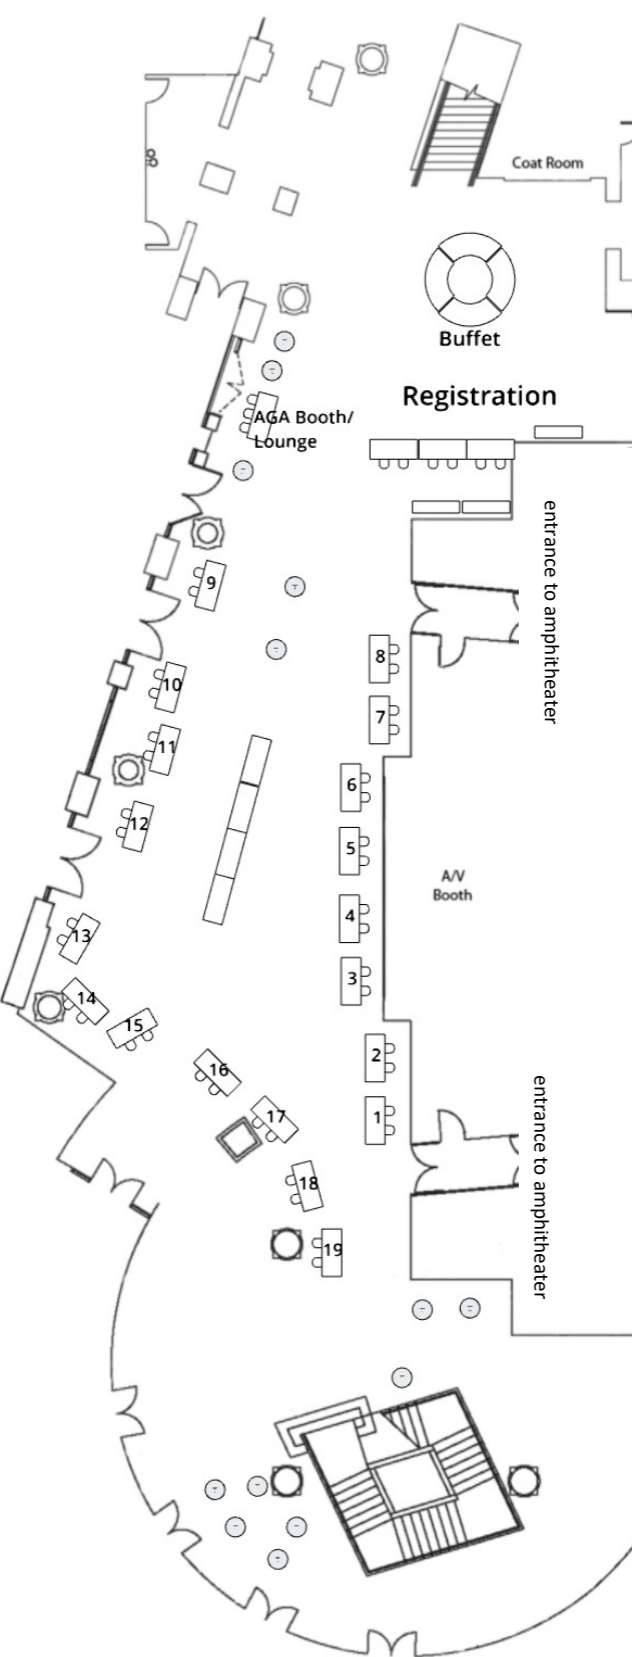 Coat Room
Buffet
Registration
AGA Booth/
Lounge
entrance to amphitheater
9
8
10
7
11
6
12
5
A/V
Booth
4
13
3
14
15
2
16
17
1
entrance to amphitheater
18
19